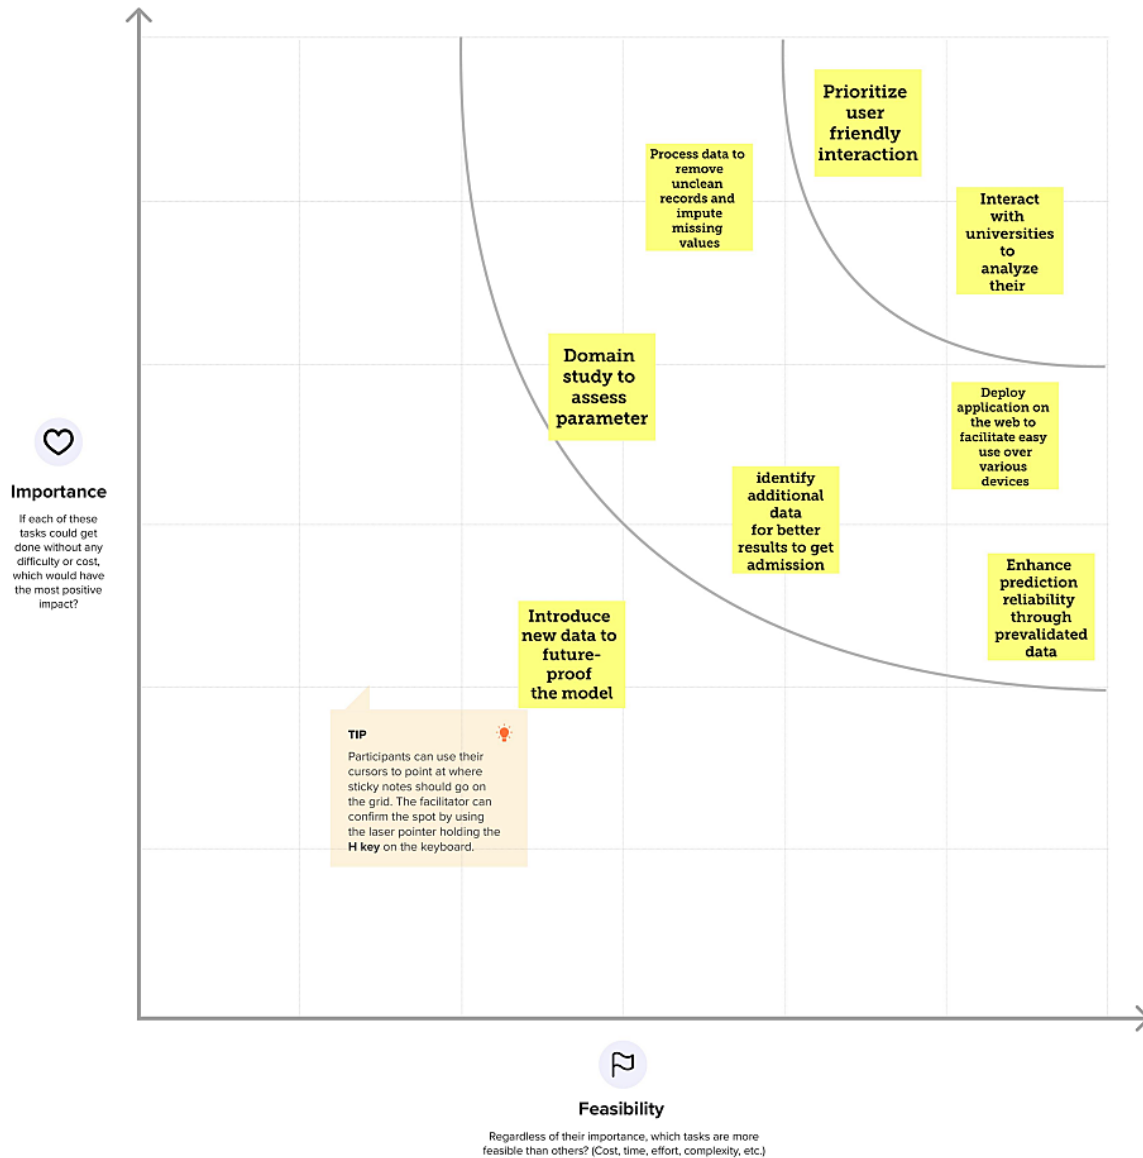 Prioritize
user
friendly
interaction
Process data to
remove
unclean
records and
impute
missing
values
Interact
with
universities
to
analyze
their
Domain
study to
assess
parameter
Deploy
application on
the web to
facilitate easy
use over
various
devices
identify
additional
data
for better
results to get
admission
Enhance
prediction
reliability
through
prevalidated
data
Introduce
new data to
future-
proof
the model
Importance
If each of these
tasks could get
done without any
difficulty or cost,
which would have
the most positive
impact?
TIP
Participants can use their
cursors to point at where
sticky notes should go on
the grid. The facilitator can
confirm the spot by using
the laser pointer holding the
H key on the keyboard.
Feasibility
Regardless of their importance, which tasks are more
feasible than others? (Cost, time, effort, complexity, etc.)